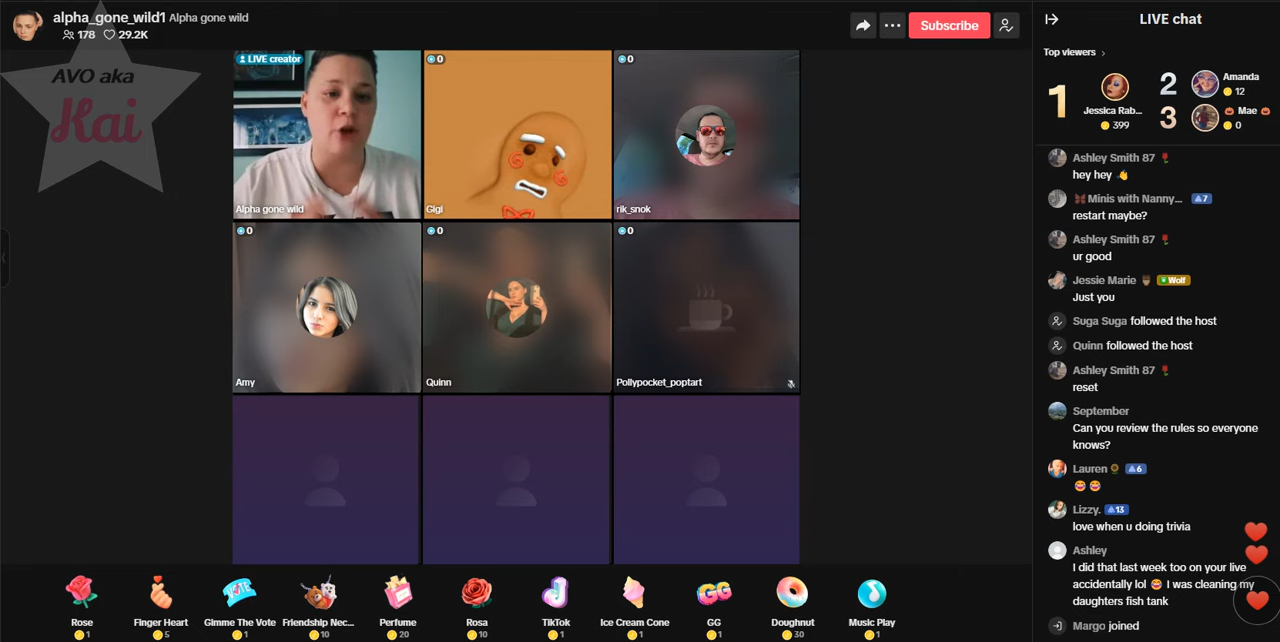 alpha_gone_wild1 Alpha gone wild
178 29.2K
Subscribe
AVO aka
Kai
LIVE creator
0
0
Alpha gone wild
Gigi
rik_snok
0
0
0
Amy
Quinn
Pollypocket_poptart
Rose
1
Finger Heart
5
Gimme The Vote
1
Friendship Nec...
10
Perfume
20
Rosa
10
TikTok
1
Ice Cream Cone
1
GG
1
Doughnut
30
Music Play
1
LIVE chat
Top viewers
1
Jessica Rab...
399
2
Amanda
12
3
Mae
0
Ashley Smith 87
hey hey
Minis with Nanny... 7
restart maybe?
Ashley Smith 87
ur good
Jessie Marie Wolf
Just you
Suga Suga followed the host
Quinn followed the host
Ashley Smith 87
reset
September
Can you review the rules so everyone
knows?
Lauren 6
Lizzy. 13
love when u doing trivia
Ashley
I did that last week too on your live
accidentally lol I was cleaning my
daughters fish tank
Margo joined